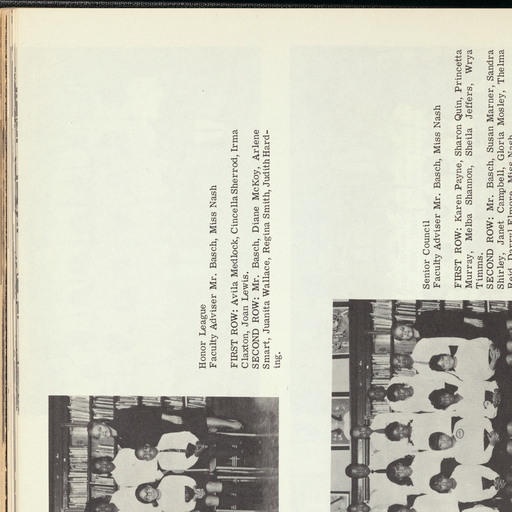 Honor League
Faculty Adviser Mr. Basch, Miss Nash
FIRST ROW: Avila Medlock, Cincella Sherrod, Irma
Claxton, Joan Lewis.
SECOND ROW: Mr. Basch, Diane McKoy, Arlene
Smart, Juanita Wallace, Regina Smith, Judith Hard-
ing.
Senior Council
Faculty Adviser Mr. Basch, Miss Nash
FIRST ROW: Karen Payne, Sharon Quin, Princetta
Murray, Melba Shannon, Sheila Jeffers, Wrya
Timms.
SECOND ROW: Mr. Basch, Susan Marner, Sandra
Shirley, Janet Campbell, Gloria Mosley, Thelma
Reid, Darryl Elmore, Miss Nash